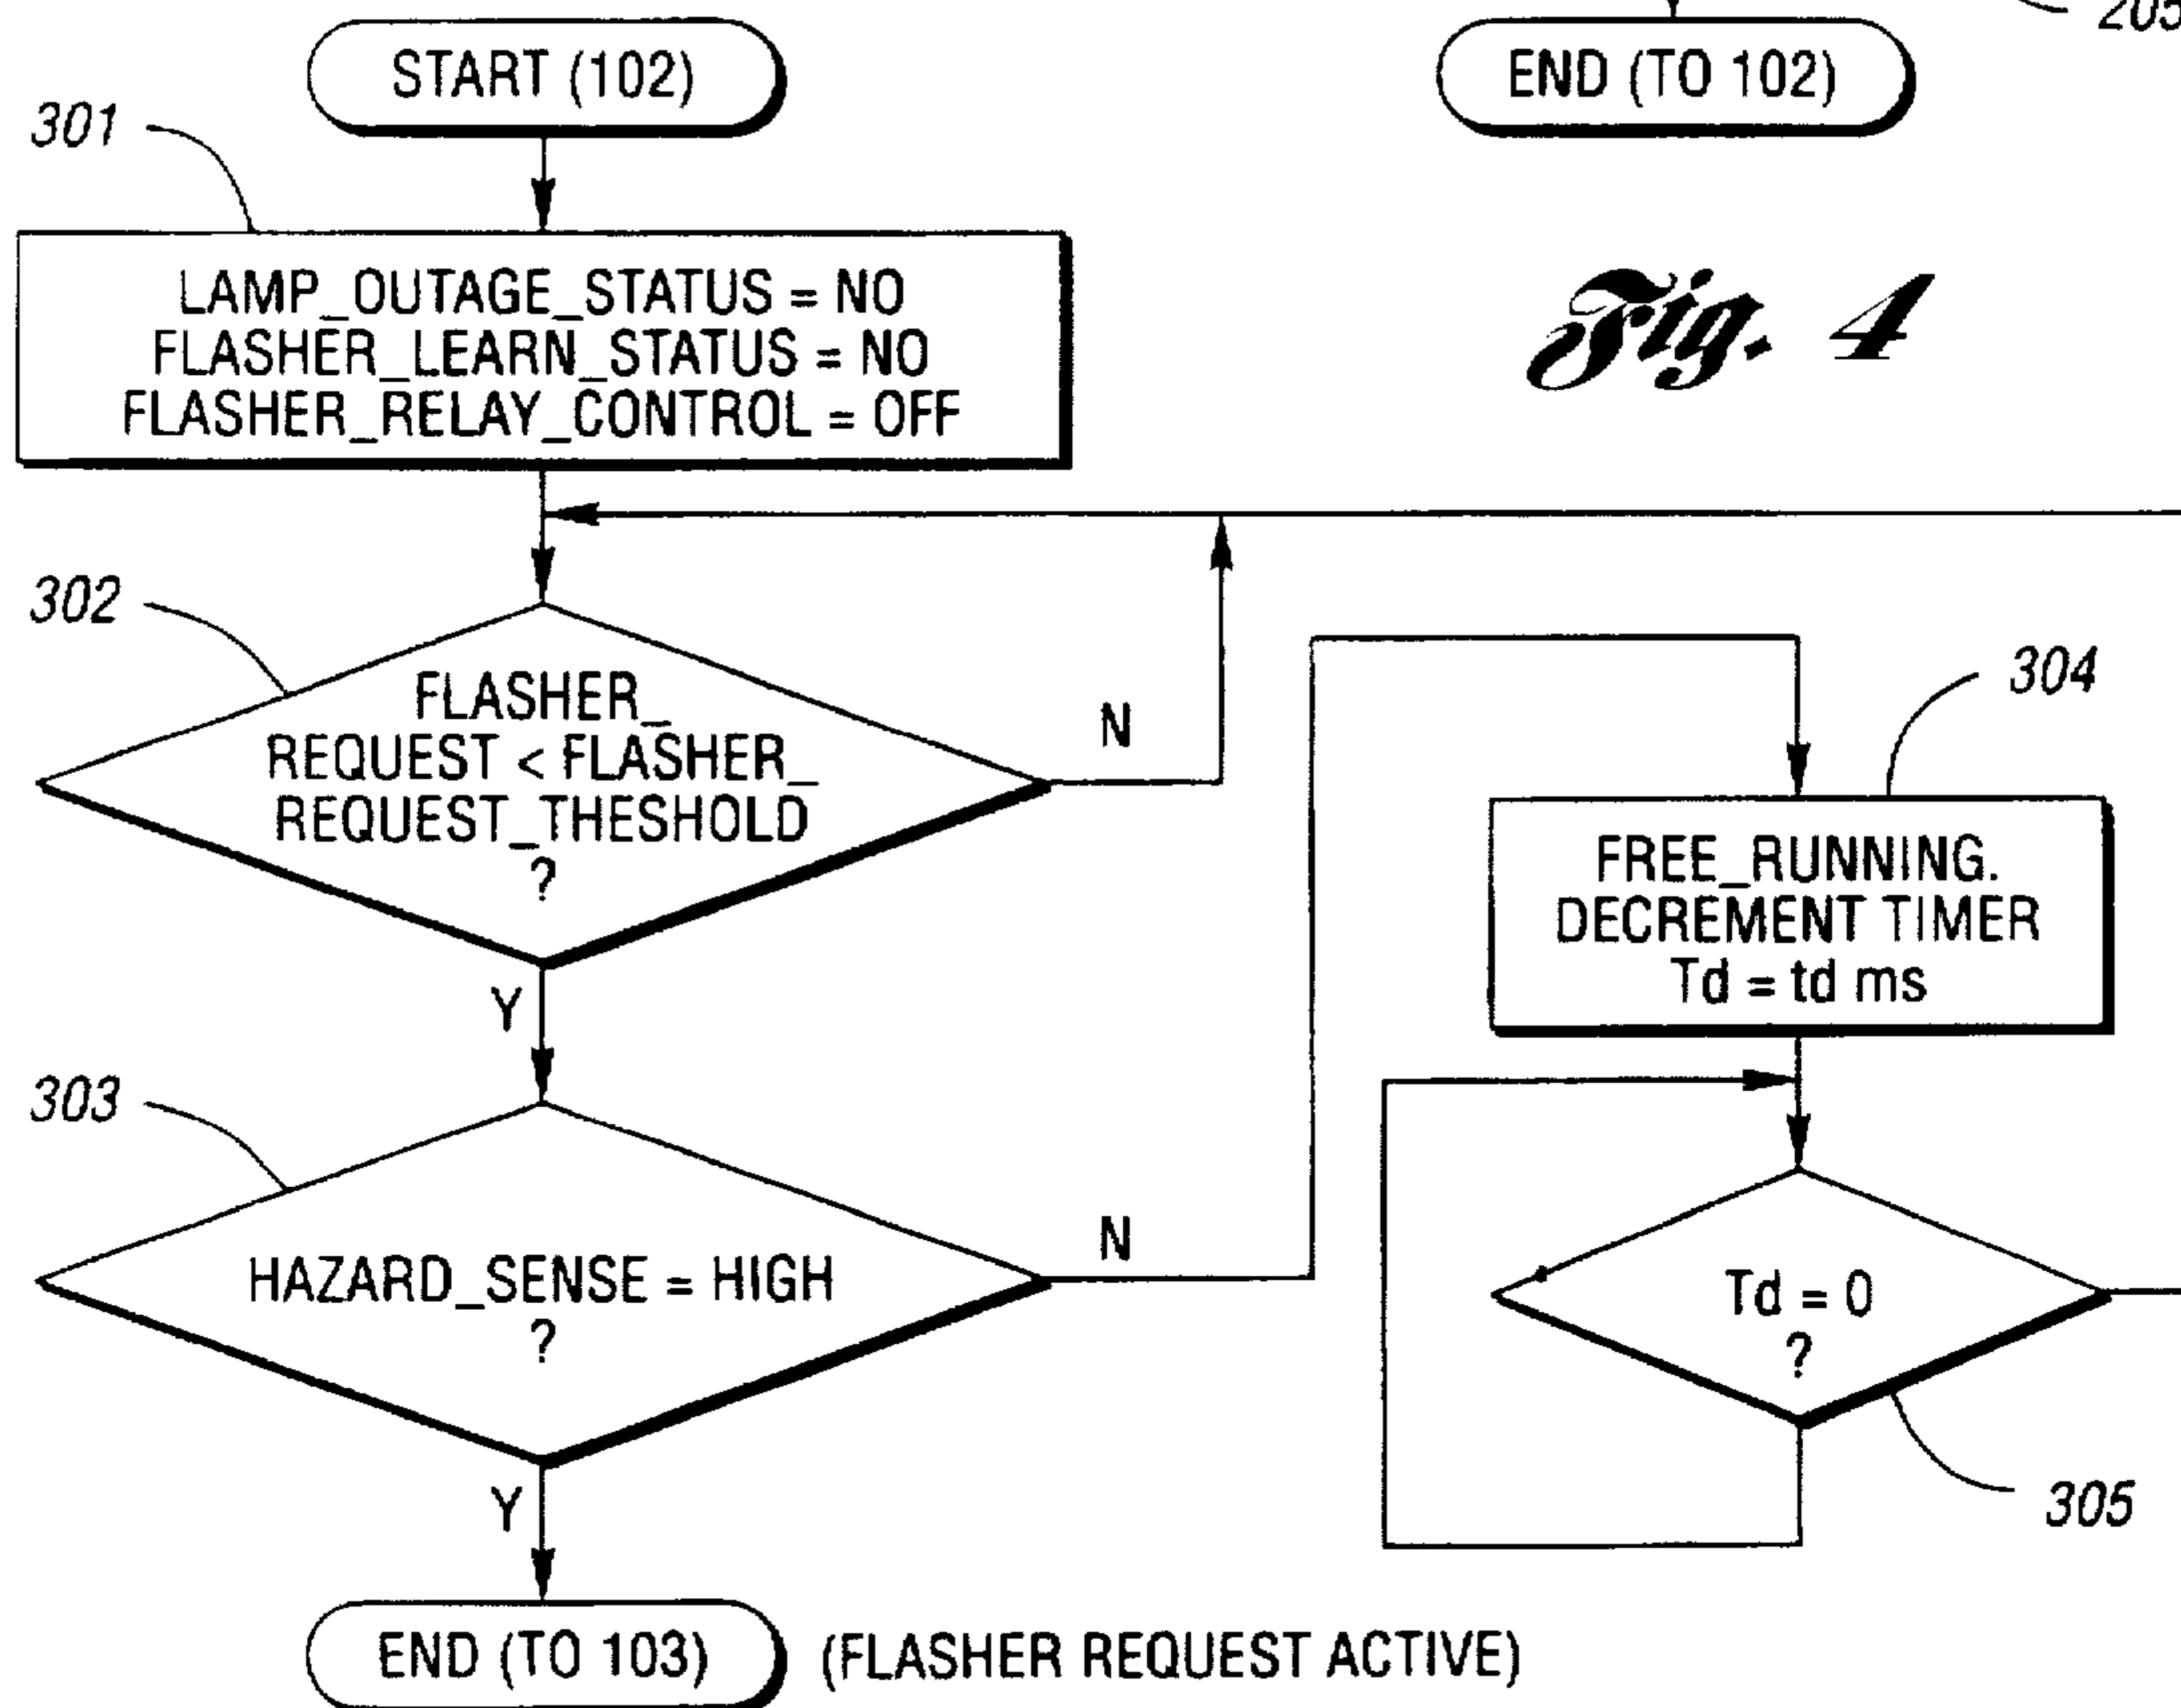 START (102)
END (TO 102)
205
301
LAMP_OUTAGE_STATUS = NO
FLASHER_LEARN_STATUS = NO
FLASHER_RELAY_CONTROL = OFF
Fig. 4
302
FLASHER_
REQUEST < FLASHER_
REQUEST_THESHOLD
?
N
Y
303
HAZARD_SENSE = HIGH
?
N
Y
304
FREE_RUNNING.
DECREMENT TIMER
Td = td ms
Td = 0
?
305
END (TO 103)
(FLASHER REQUEST ACTIVE)